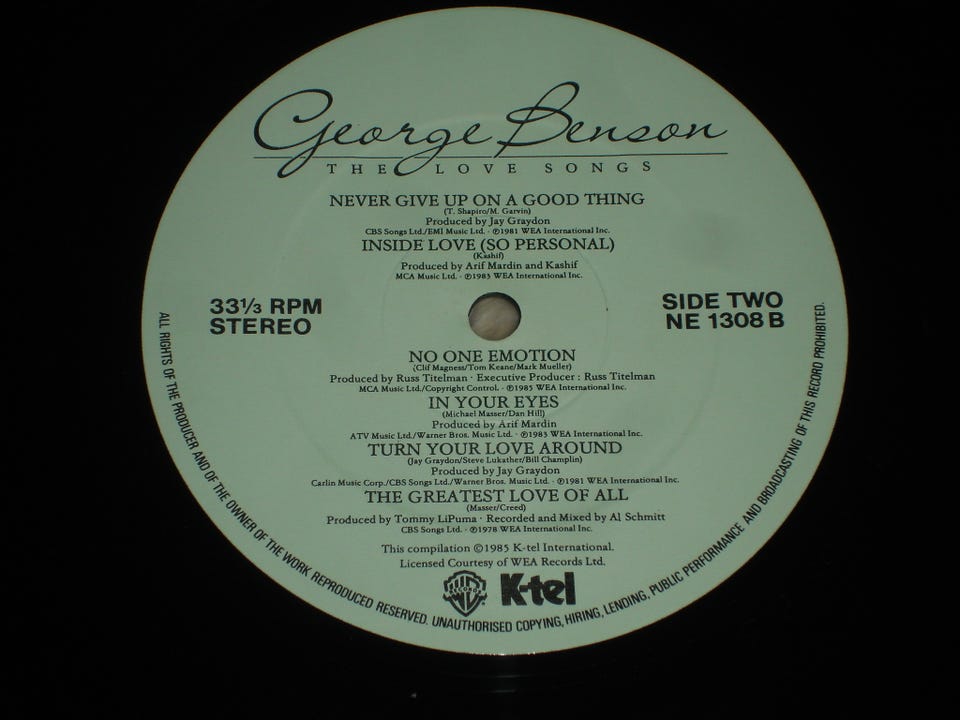 George Benson
THE LOVE SONGS
NEVER GIVE UP ON A GOOD THING
(T. Shapiro/M. Garvin)
Produced by Jay Graydon
CBS Songs Ltd./EMI Music Ltd. · ℗1981 WEA International Inc.
INSIDE LOVE (SO PERSONAL)
(Kashif)
Produced by Arif Mardin and Kashif
MCA Music Ltd. · ℗1983 WEA International Inc.
33⅓ RPM
STEREO
SIDE TWO
NE 1308 B
NO ONE EMOTION
(Clif Magness/Tom Keane/Mark Mueller)
Produced by Russ Titelman · Executive Producer : Russ Titelman
MCA Music Ltd./Copyright Control. · ℗1985 WEA International Inc.
IN YOUR EYES
(Michael Masser/Dan Hill)
Produced by Arif Mardin
ATV Music Ltd./Warner Bros. Music Ltd. · ℗1983 WEA International Inc.
TURN YOUR LOVE AROUND
(Jay Graydon/Steve Lukather/Bill Champlin)
Produced by Jay Graydon
Carlin Music Corp./CBS Songs Ltd./Warner Bros. Music Ltd. · ℗1981 WEA International Inc.
THE GREATEST LOVE OF ALL
(Masser/Creed)
Produced by Tommy LiPuma · Recorded and Mixed by Al Schmitt
CBS Songs Ltd. · ℗1978 WEA International Inc.
This compilation ©1985 K-tel International.
Licensed Courtesy of WEA Records Ltd.
WB RECORDS K-tel
ALL RIGHTS OF THE PRODUCER AND OF THE OWNER OF THE WORK REPRODUCED RESERVED. UNAUTHORISED COPYING, HIRING, LENDING, PUBLIC PERFORMANCE AND BROADCASTING OF THIS RECORD PROHIBITED.